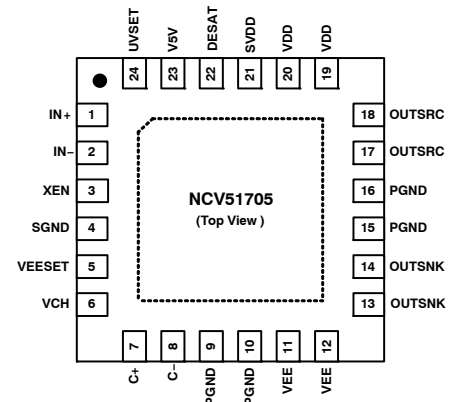 UVSET V5V DESAT SVDD VDD VDD
24 23 22 21 20 19
IN+ 1 18 OUTSRC
IN− 2 17 OUTSRC
XEN 3 NCV51705 16 PGND
(Top View )
SGND 4 15 PGND
VEESET 5 14 OUTSNK
VCH 6 13 OUTSNK
7 8 9 10 11 12
C+ C− PGND PGND VEE VEE